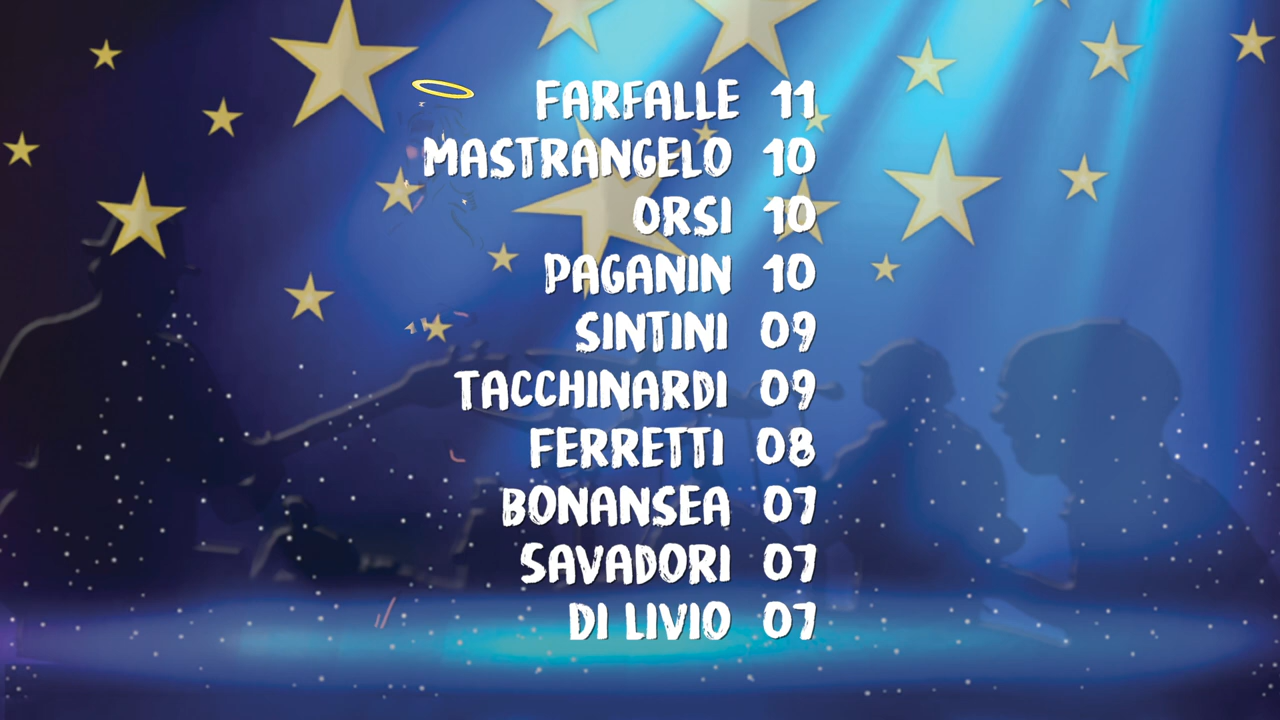 FARFALLE 11
MASTRANGELO 10
ORSI 10
PAGANIN 10
SINTINI 09
TACCHINARDI 09
FERRETTI 08
BONANSEA 07
SAVADORI 07
DI LIVIO 07